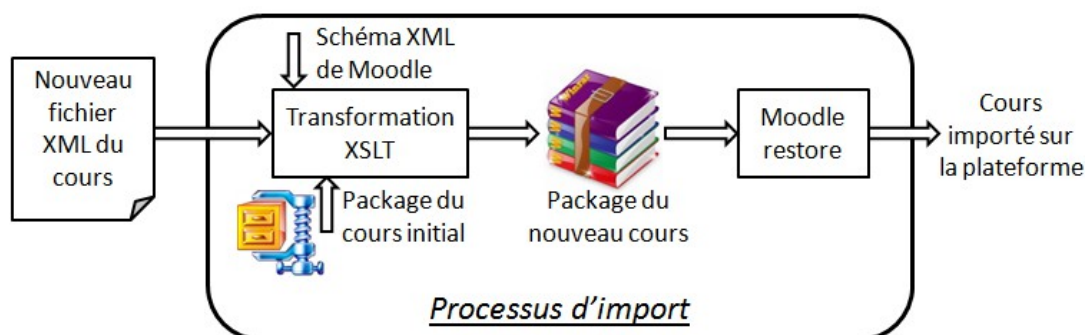 Nouveau
fichier
XML du
cours
Schéma XML
de Moodle
Transformation
XSLT
Package du
cours initial
Winrar
Package du
nouveau cours
Moodle
restore
Cours
importé sur
la plateforme
Processus d’import